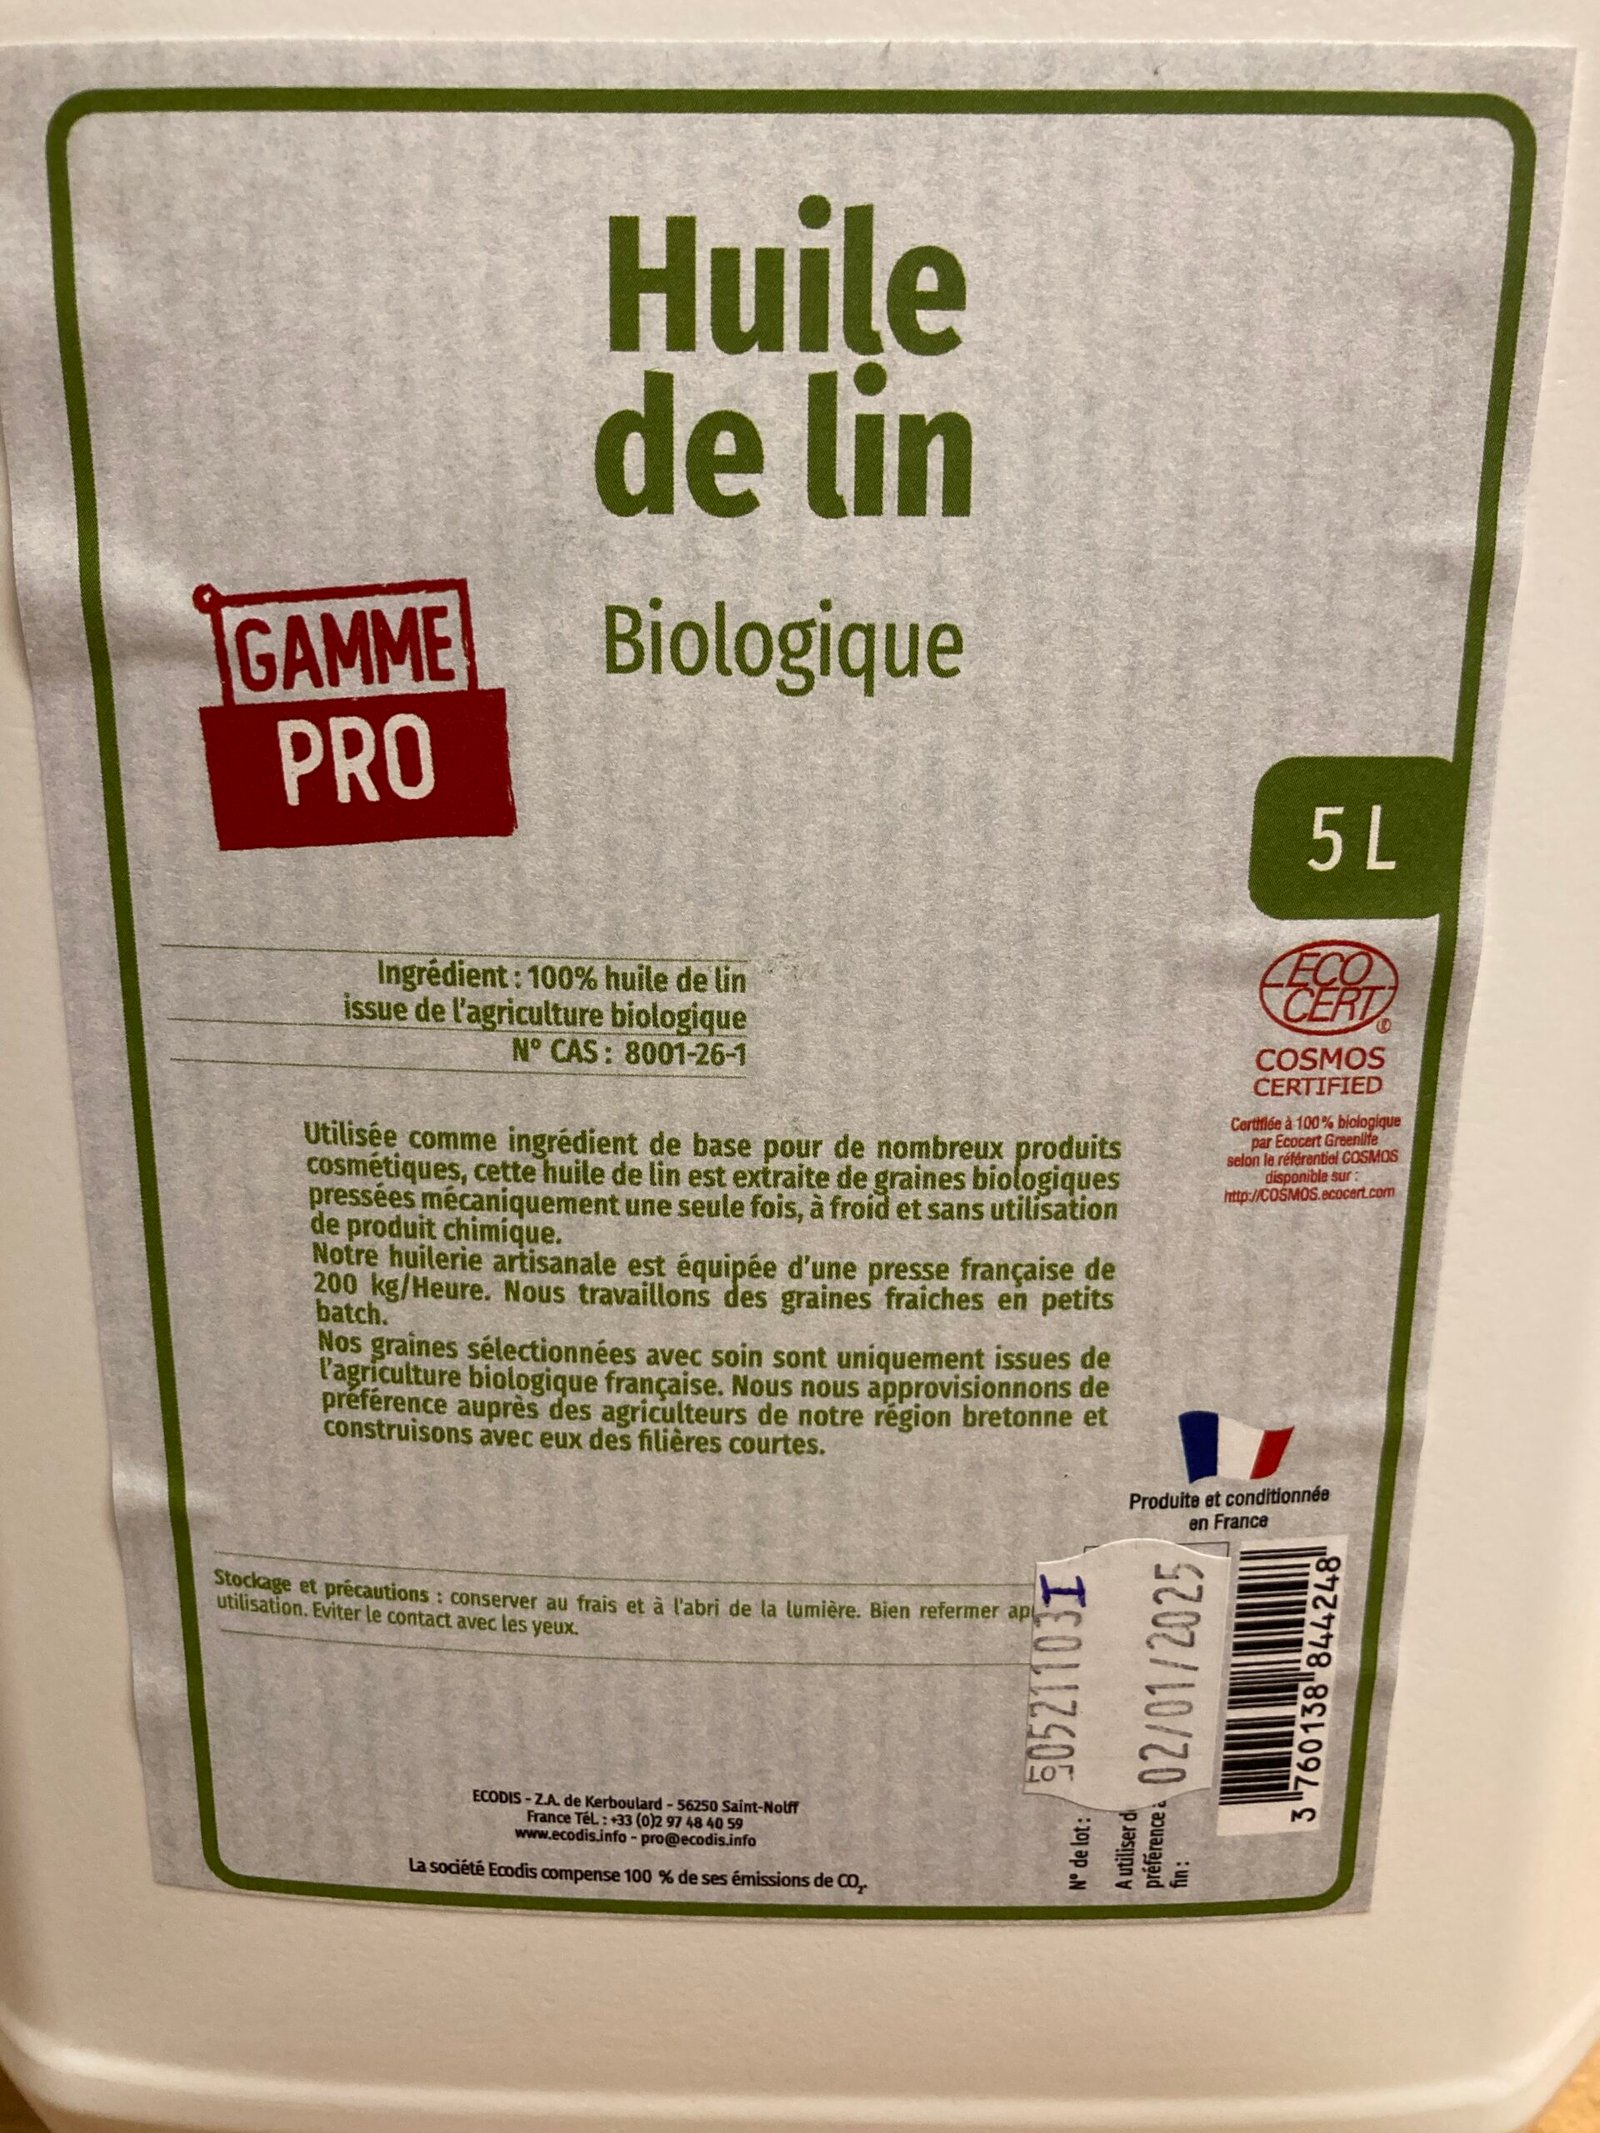 Huile
de lin
Biologique
GAMME
PRO
5 L
Ingrédient : 100% huile de lin
issue de l'agriculture biologique
N° CAS : 8001-26-1
ECO
CERT
®
COSMOS
CERTIFIED
Certifiée à 100 % biologique
par Ecocert Greenlife
selon le référentiel COSMOS
disponible sur :
http://COSMOS.ecocert.com
Utilisée comme ingrédient de base pour de nombreux produits
cosmétiques, cette huile de lin est extraite de graines biologiques
pressées mécaniquement une seule fois, à froid et sans utilisation
de produit chimique.
Notre huilerie artisanale est équipée d'une presse française de
200 kg/Heure. Nous travaillons des graines fraiches en petits
batch.
Nos graines sélectionnées avec soin sont uniquement issues de
l'agriculture biologique française. Nous nous approvisionnons de
préférence auprès des agriculteurs de notre région bretonne et
construisons avec eux des filières courtes.
Produite et conditionnée
en France
Stockage et précautions : conserver au frais et à l'abri de la lumière. Bien refermer
utilisation. Eviter le contact avec les yeux.
N° de lot :
A utiliser
préférence
fin :
02/01/2025
3 760138 844248
ECODIS - Z.A. de Kerboulard - 56250 Saint-Nolff
France Tél. : +33 (0)2 97 48 40 59
www.ecodis.info - pro@ecodis.info
La société Ecodis compense 100 % de ses émissions de CO₂.